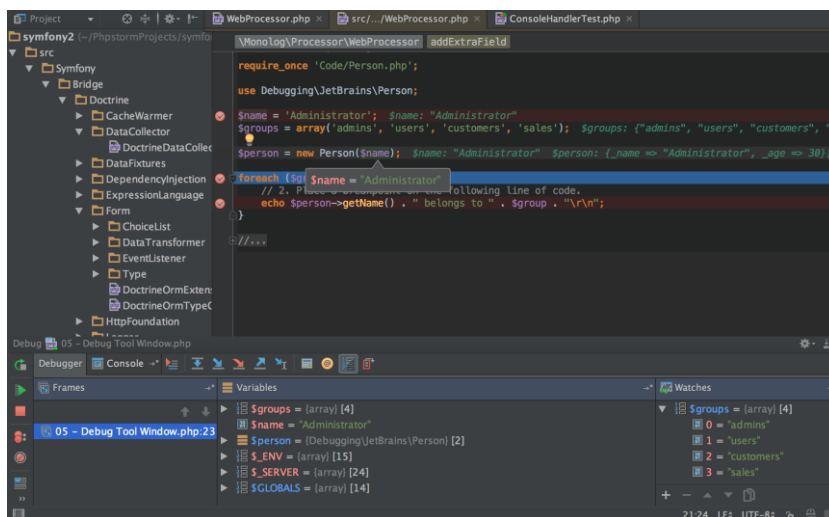 Project
WebProcessor.php
src/.../WebProcessor.php
ConsoleHandlerTest.php
symfony2 (~/PhpstormProjects/symfo
src
Symfony
Bridge
Doctrine
CacheWarmer
DataCollector
DoctrineDataCollec
DataFixtures
DependencyInjection
ExpressionLanguage
Form
ChoiceList
DataTransformer
EventListener
Type
DoctrineOrmExtens
DoctrineOrmTypeG
HttpFoundation
\Monolog\Processor\WebProcessor addExtraField
require_once 'Code/Person.php';
use Debugging\JetBrains\Person;
$name = 'Administrator'; $name: "Administrator"
$groups = array('admins', 'users', 'customers', 'sales'); $groups: {"admins", "users", "customers", "
$person = new Person($name); $name: "Administrator" $person: {_name => "Administrator", _age => 30}
foreach ($g
$name = "Administrator"
// 2. Place a breakpoint on the following line of code.
echo $person->getName() . " belongs to " . $group . "\r\n";
}
//...
Debug 05 – Debug Tool Window.php
Debugger Console
Frames
05 – Debug Tool Window.php:23
Variables
$groups = {array} [4]
$name = "Administrator"
$person = {Debugging\JetBrains\Person} [2]
$_ENV = {array} [15]
$_SERVER = {array} [24]
$GLOBALS = {array} [14]
Watches
$groups = {array} [4]
0 = "admins"
1 = "users"
2 = "customers"
3 = "sales"
21:24 LF÷ UTF-8÷